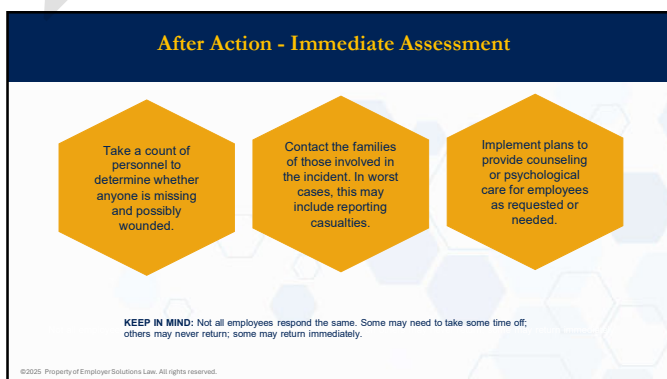 After Action - Immediate Assessment
Take a count of
personnel to
determine whether
anyone is missing
and possibly
wounded.
Contact the families
of those involved in
the incident. In worst
cases, this may
include reporting
casualties.
Implement plans to
provide counseling
or psychological
care for employees
as requested or
needed.
KEEP IN MIND: Not all employees respond the same. Some may need to take some time off;
others may never return; some may return immediately.
©2025 Property of Employer Solutions Law. All rights reserved.